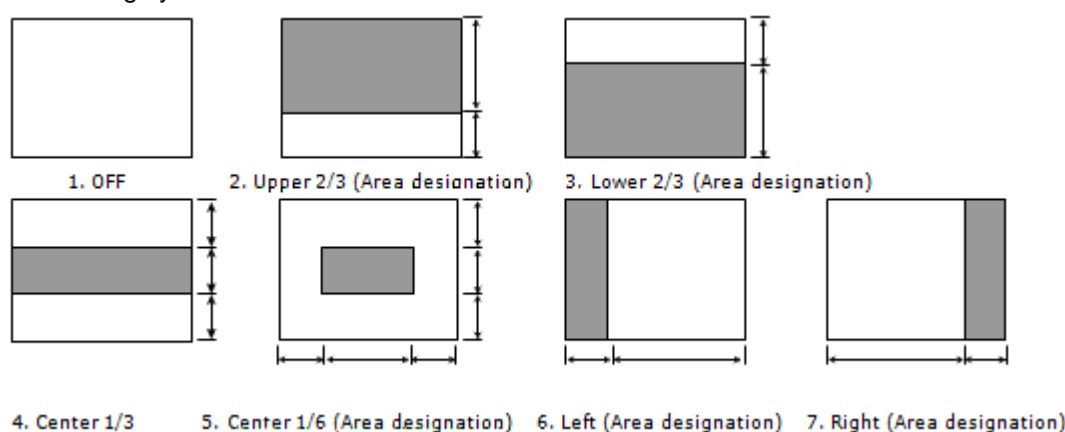 1. OFF
2. Upper 2/3 (Area designation)
3. Lower 2/3 (Area designation)
4. Center 1/3
5. Center 1/6 (Area designation)
6. Left (Area designation)
7. Right (Area designation)